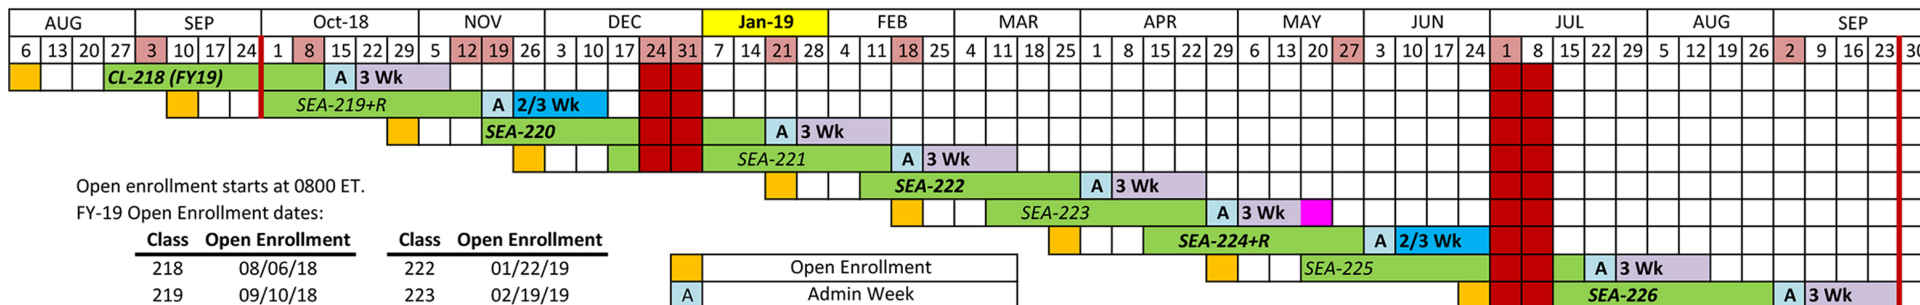 AUG SEP Oct-18 NOV DEC Jan-19 FEB MAR APR MAY JUN JUL AUG SEP
6 13 20 27 3 10 17 24 1 8 15 22 29 5 12 19 26 3 10 17 24 31 7 14 21 28 4 11 18 25 4 11 18 25 1 8 15 22 29 6 13 20 27 3 10 17 24 1 8 15 22 29 5 12 19 26 2 9 16 23 30
CL-218 (FY19) A 3 Wk
SEA-219+R A 2/3 Wk
SEA-220 A 3 Wk
SEA-221 A 3 Wk
Open enrollment starts at 0800 ET. SEA-222 A 3 Wk
FY-19 Open Enrollment dates: SEA-223 A 3 Wk
Class Open Enrollment Class Open Enrollment SEA-224+R A 2/3 Wk
218 08/06/18 222 01/22/19 Open Enrollment SEA-225 A 3 Wk
219 09/10/18 223 02/19/19 A Admin Week SEA-226 A 3 Wk